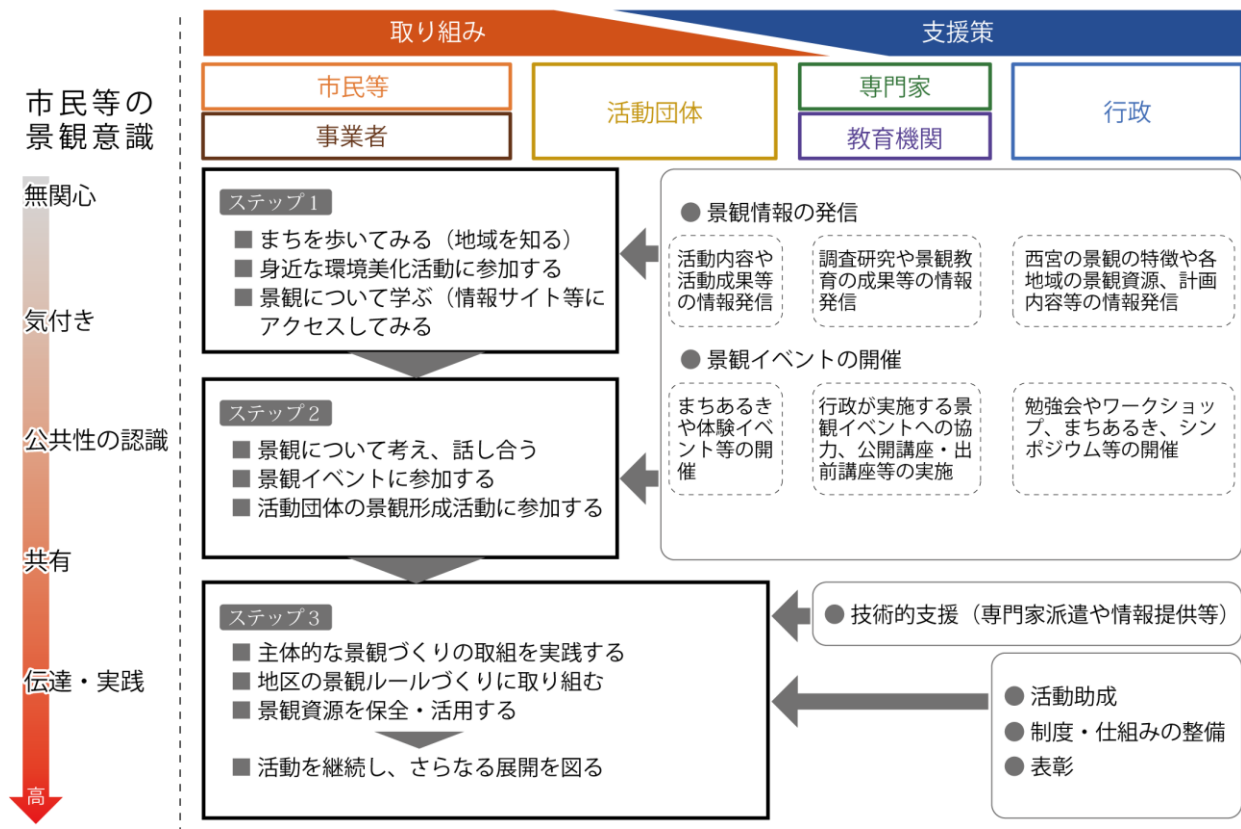 取り組み
支援策
市民等の
景観意識
市民等
事業者
活動団体
専門家
教育機関
行政
無関心
気付き
公共性の認識
共有
伝達・実践
高
ステップ1
■ まちを歩いてみる（地域を知る）
■ 身近な環境美化活動に参加する
■ 景観について学ぶ（情報サイト等に
アクセスしてみる
ステップ2
■ 景観について考え、話し合う
■ 景観イベントに参加する
■ 活動団体の景観形成活動に参加する
ステップ3
■ 主体的な景観づくりの取組を実践する
■ 地区の景観ルールづくりに取り組む
■ 景観資源を保全・活用する
■ 活動を継続し、さらなる展開を図る
● 景観情報の発信
活動内容や
活動成果等
の情報発信
調査研究や景観教
育の成果等の情報
発信
西宮の景観の特徴や各
地域の景観資源、計画
内容等の情報発信
● 景観イベントの開催
まちあるき
や体験イベ
ント等の開
催
行政が実施する景
観イベントへの協
力、公開講座・出
前講座等の実施
勉強会やワークショッ
プ、まちあるき、シン
ポジウム等の開催
● 技術的支援（専門家派遣や情報提供等）
● 活動助成
● 制度・仕組みの整備
● 表彰